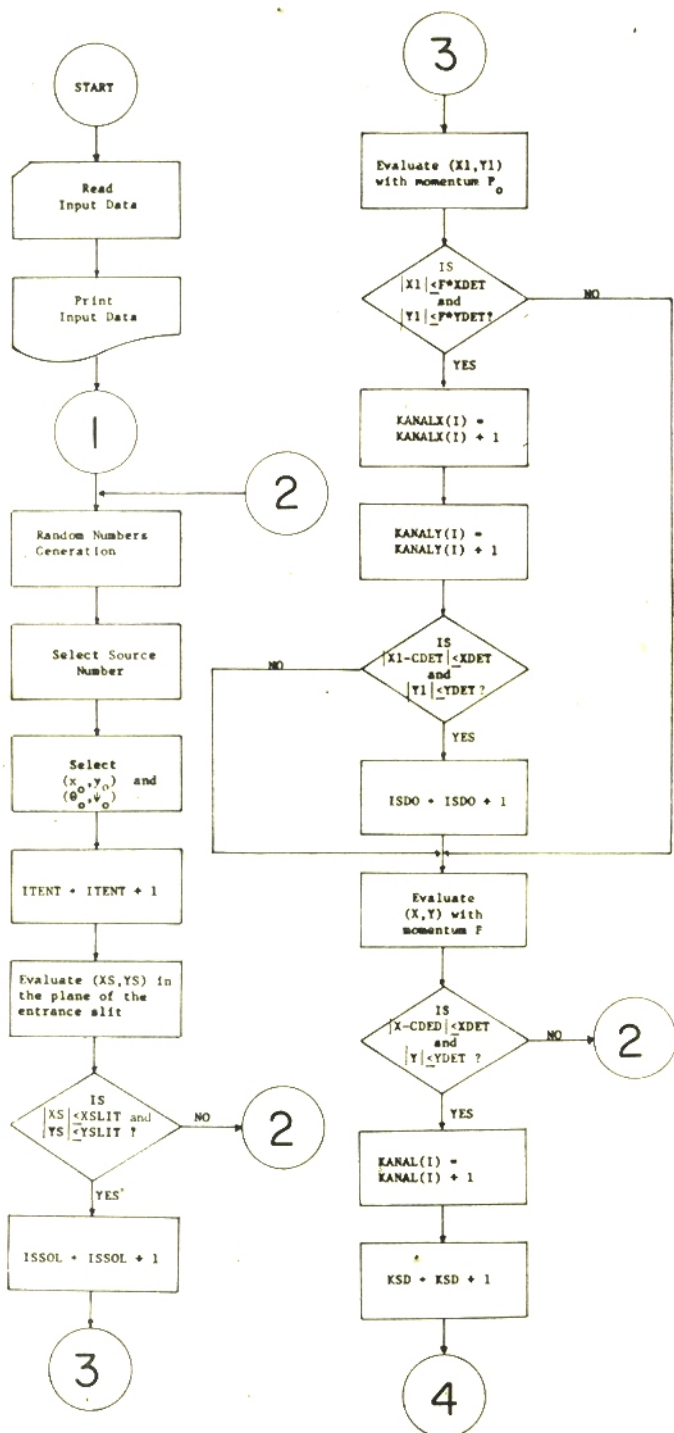 START
Read
Input Data
Print
Input Data
1
2
Random Numbers
Generation
Select Source
Number
Select
(x₀,y₀) and
(θ₀,ψ₀)
ITENT = ITENT + 1
Evaluate (XS,YS) in
the plane of the
entrance slit
IS
|XS|≤XSLIT and
|YS|≤YSLIT ?
NO
2
YES
ISSOL = ISSOL + 1
3
3
Evaluate (X1,Y1)
with momentum P₀
IS
|X1|≤F*XDET
and
|Y1|≤F*YDET?
NO
YES
KANALX(I) =
KANALX(I) + 1
KANALY(I) =
KANALY(I) + 1
IS
|X1-CDET|≤XDET
and
|Y1|≤YDET ?
NO
YES
ISDO = ISDO + 1
Evaluate
(X,Y) with
momentum P
IS
|X-CDED|≤XDET
and
|Y|≤YDET ?
NO
2
YES
KANAL(I) =
KANAL(I) + 1
KSD = KSD + 1
4